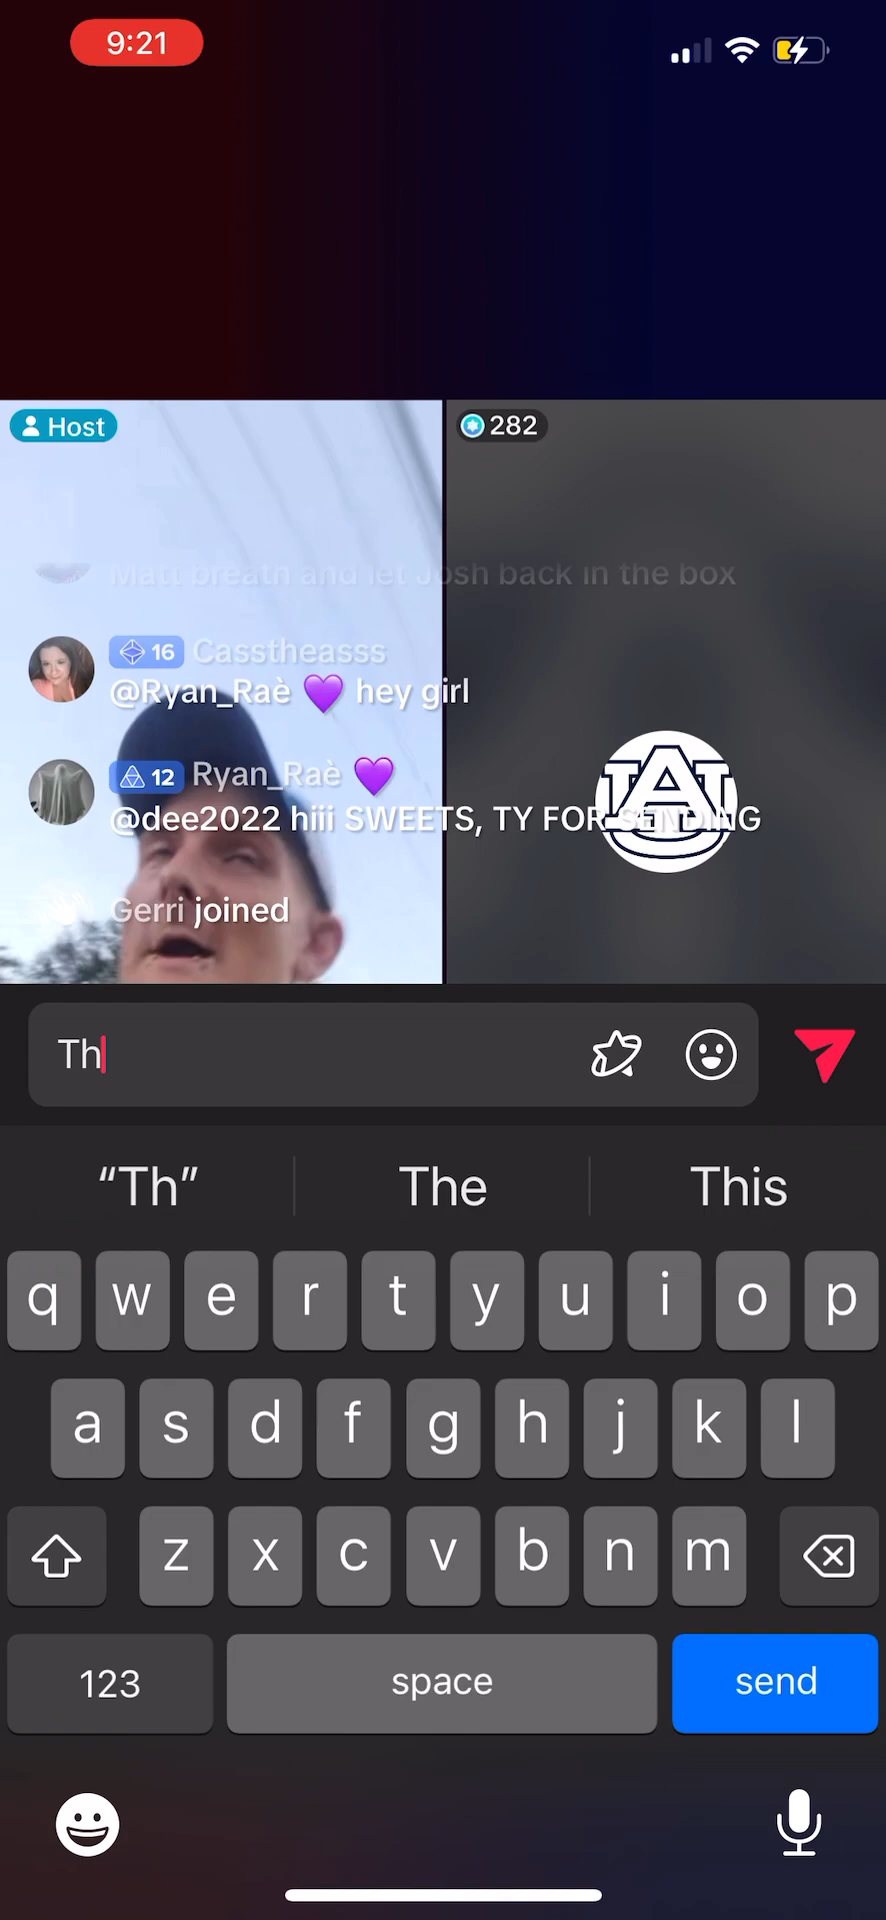 9:21
Host
282
Matt breath and let Josh back in the box
16 Casstheasss
@Ryan_Raè 💜 hey girl
12 Ryan_Raè 💜
@dee2022 hiii SWEETS, TY FOR SENDING
Gerri joined
Th
“Th” The This
q w e r t y u i o p
a s d f g h j k l
z x c v b n m
123 space send